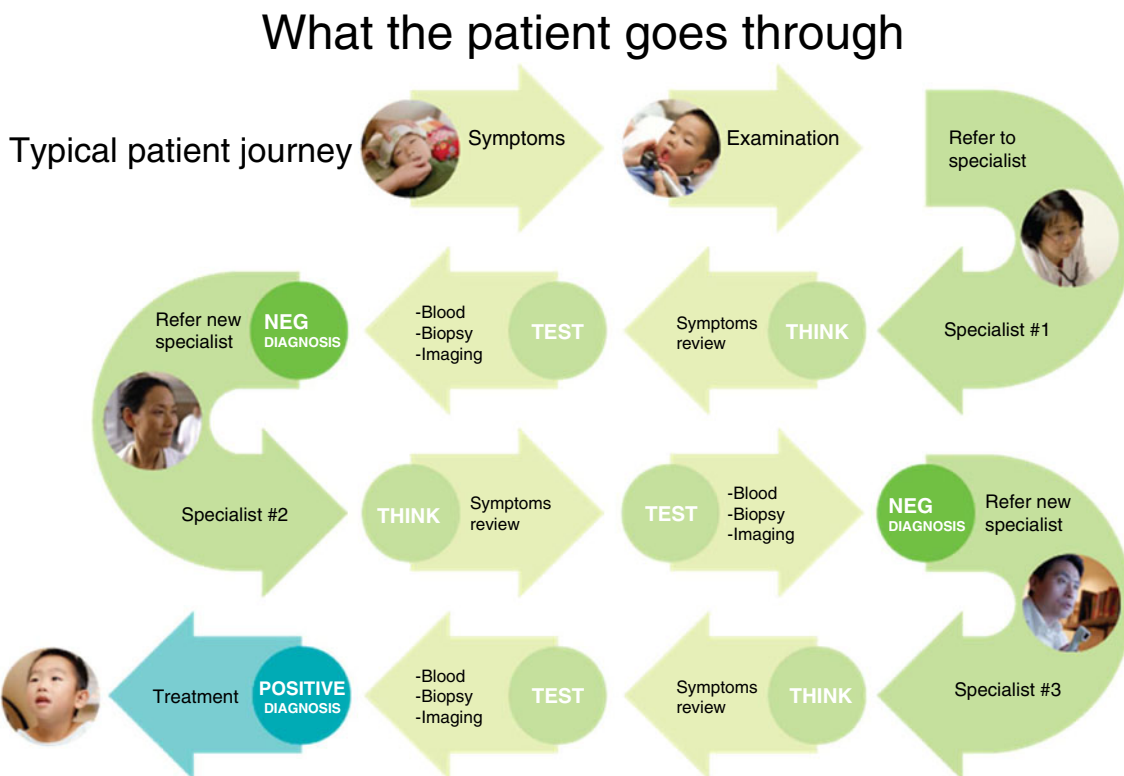 What the patient goes through
Typical patient journey
Symptoms
Examination
Refer to
specialist
Specialist #1
THINK
Symptoms
review
TEST
-Blood
-Biopsy
-Imaging
NEG
DIAGNOSIS
Refer new
specialist
Specialist #2
THINK
Symptoms
review
TEST
-Blood
-Biopsy
-Imaging
NEG
DIAGNOSIS
Refer new
specialist
Specialist #3
THINK
Symptoms
review
TEST
-Blood
-Biopsy
-Imaging
POSITIVE
DIAGNOSIS
Treatment